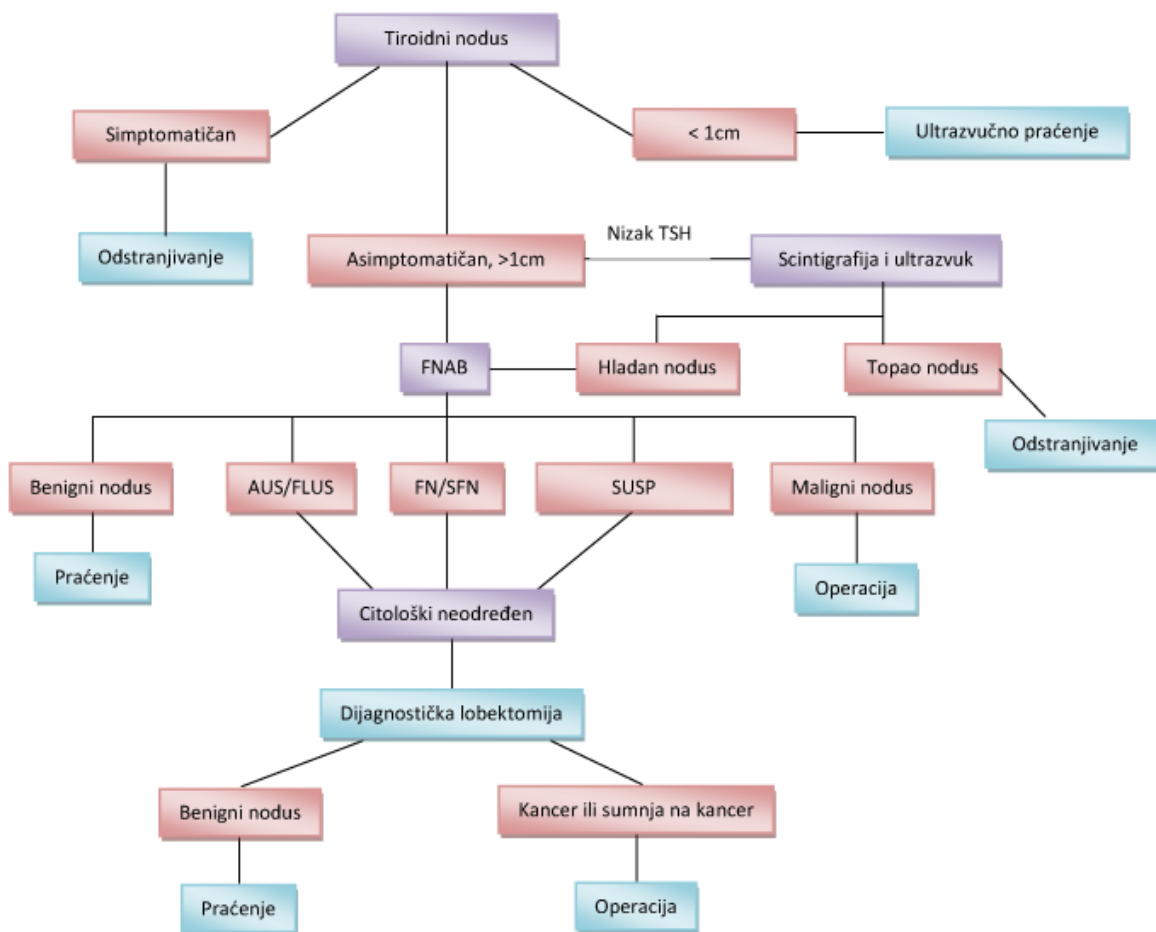 Tiroidni nodus
Simptomatičan
< 1cm
Ultrazvučno praćenje
Odstranjivanje
Asimptomatičan, >1cm
Nizak TSH
Scintigrafija i ultrazvuk
FNAB
Hladan nodus
Topao nodus
Odstranjivanje
Benigni nodus
AUS/FLUS
FN/SFN
SUSP
Maligni nodus
Praćenje
Operacija
Citološki neodređen
Dijagnostička lobektomija
Benigni nodus
Kancer ili sumnja na kancer
Praćenje
Operacija